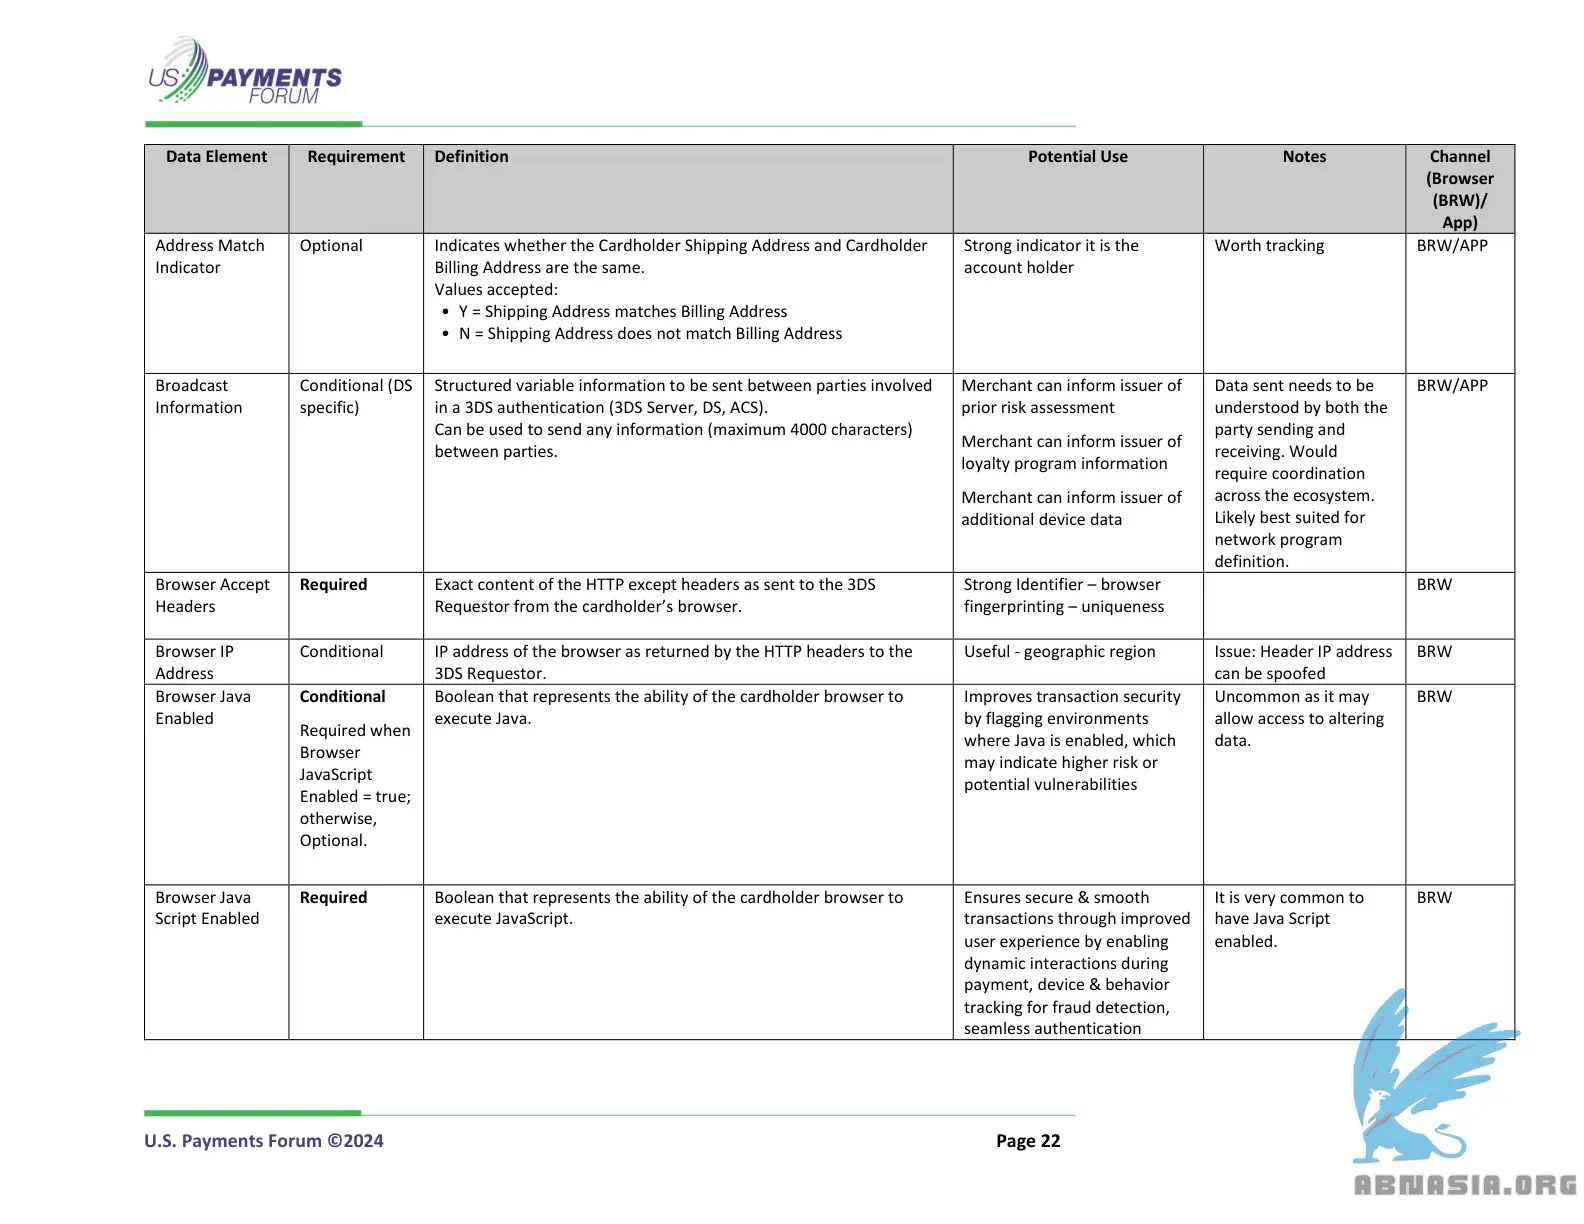 US PAYMENTS
FORUM
Data Element
Requirement
Definition
Potential Use
Notes
Channel
(Browser
(BRW)/
App)
Address Match
Indicator
Optional
Indicates whether the Cardholder Shipping Address and Cardholder
Billing Address are the same.
Values accepted:
• Y = Shipping Address matches Billing Address
• N = Shipping Address does not match Billing Address
Strong indicator it is the
account holder
Worth tracking
BRW/APP
Broadcast
Information
Conditional (DS
specific)
Structured variable information to be sent between parties involved
in a 3DS authentication (3DS Server, DS, ACS).
Can be used to send any information (maximum 4000 characters)
between parties.
Merchant can inform issuer of
prior risk assessment
Merchant can inform issuer of
loyalty program information
Merchant can inform issuer of
additional device data
Data sent needs to be
understood by both the
party sending and
receiving. Would
require coordination
across the ecosystem.
Likely best suited for
network program
definition.
BRW/APP
Browser Accept
Headers
Required
Exact content of the HTTP except headers as sent to the 3DS
Requestor from the cardholder’s browser.
Strong Identifier – browser
fingerprinting – uniqueness
BRW
Browser IP
Address
Conditional
IP address of the browser as returned by the HTTP headers to the
3DS Requestor.
Useful - geographic region
Issue: Header IP address
can be spoofed
BRW
Browser Java
Enabled
Conditional
Required when
Browser
JavaScript
Enabled = true;
otherwise,
Optional.
Boolean that represents the ability of the cardholder browser to
execute Java.
Improves transaction security
by flagging environments
where Java is enabled, which
may indicate higher risk or
potential vulnerabilities
Uncommon as it may
allow access to altering
data.
BRW
Browser Java
Script Enabled
Required
Boolean that represents the ability of the cardholder browser to
execute JavaScript.
Ensures secure & smooth
transactions through improved
user experience by enabling
dynamic interactions during
payment, device & behavior
tracking for fraud detection,
seamless authentication
It is very common to
have Java Script
enabled.
BRW
U.S. Payments Forum ©2024
Page 22
ABNASIA.ORG